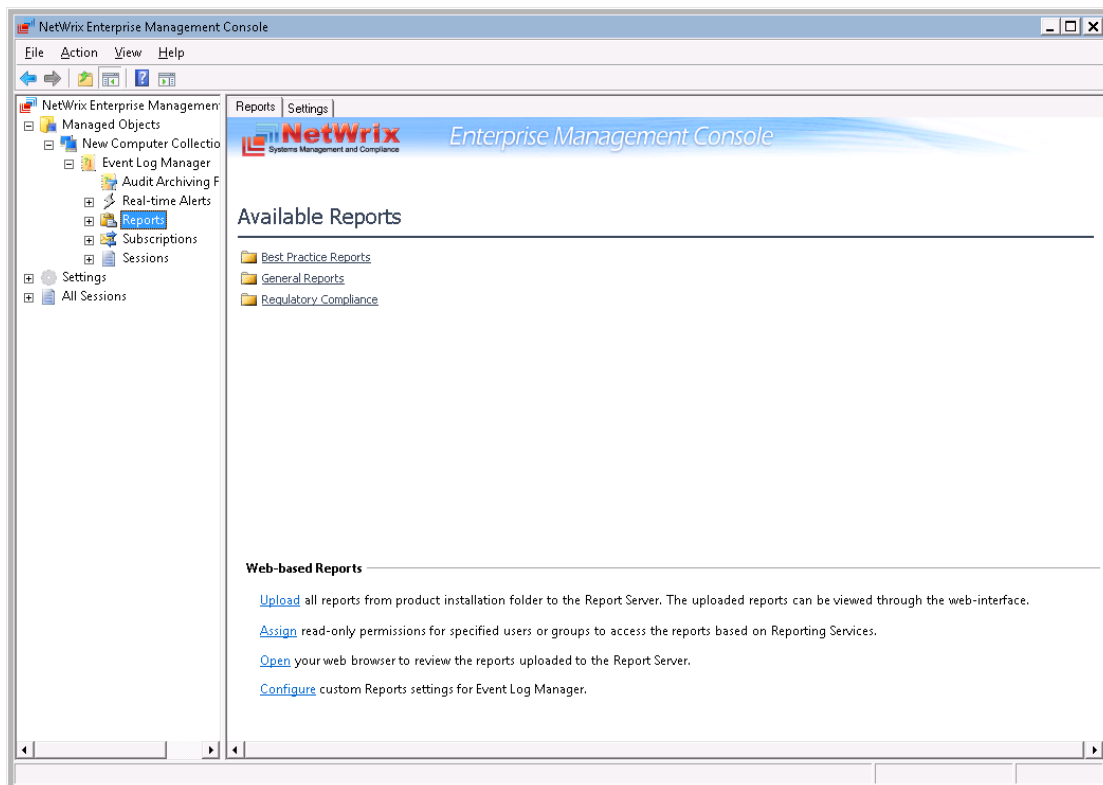 NetWrix Enterprise Management Console
File Action View Help
NetWrix Enterprise Managemen
Managed Objects
New Computer Collectio
Event Log Manager
Audit Archiving F
Real-time Alerts
Reports
Subscriptions
Sessions
Settings
All Sessions
Reports Settings
NetWrix Enterprise Management Console
Systems Management and Compliance
Available Reports
Best Practice Reports
General Reports
Regulatory Compliance
Web-based Reports
Upload all reports from product installation folder to the Report Server. The uploaded reports can be viewed through the web-interface.
Assign read-only permissions for specified users or groups to access the reports based on Reporting Services.
Open your web browser to review the reports uploaded to the Report Server.
Configure custom Reports settings for Event Log Manager.